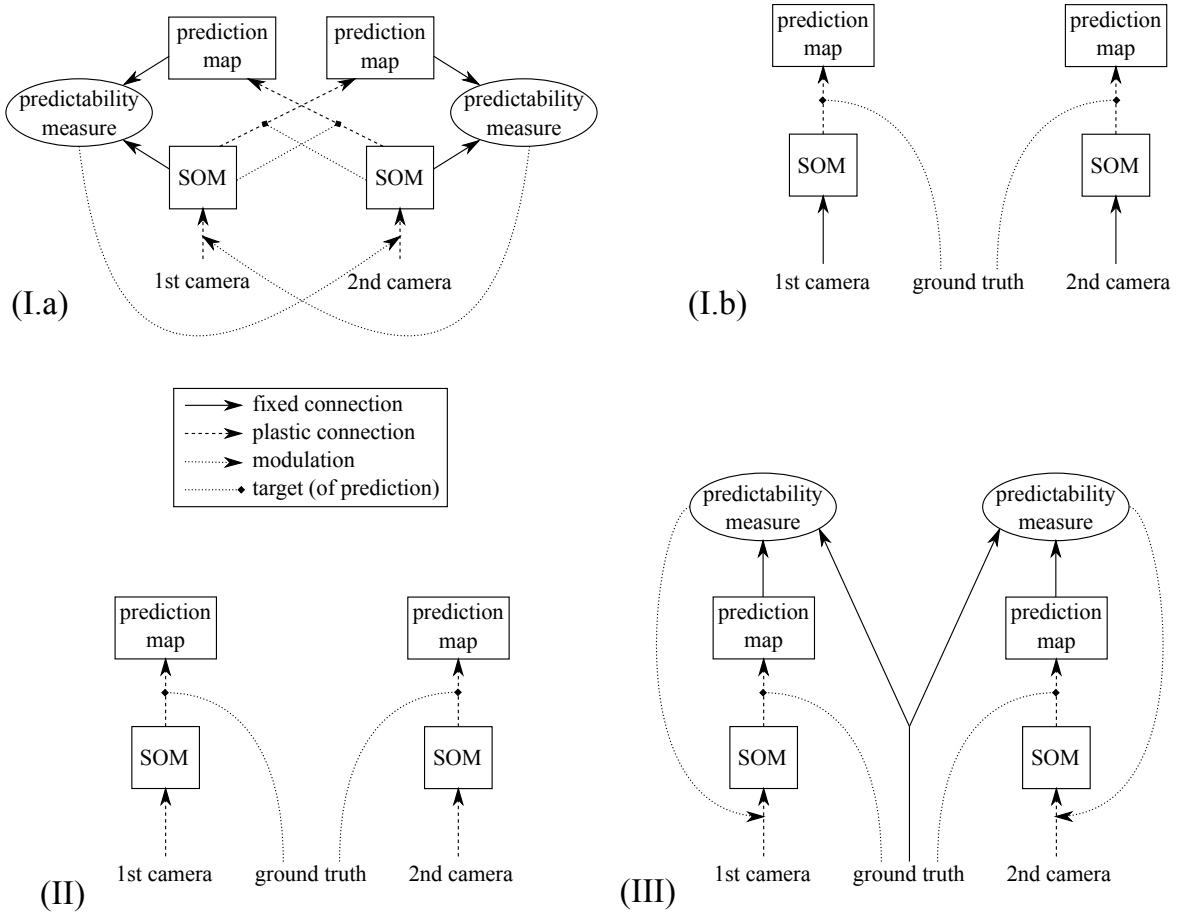 prediction
map
prediction
map
predictability
measure
predictability
measure
SOM
SOM
1st camera
2nd camera
(I.a)
prediction
map
prediction
map
SOM
SOM
1st camera
ground truth
2nd camera
(I.b)
fixed connection
plastic connection
modulation
target (of prediction)
prediction
map
prediction
map
SOM
SOM
1st camera
ground truth
2nd camera
(II)
predictability
measure
predictability
measure
prediction
map
prediction
map
SOM
SOM
1st camera
ground truth
2nd camera
(III)